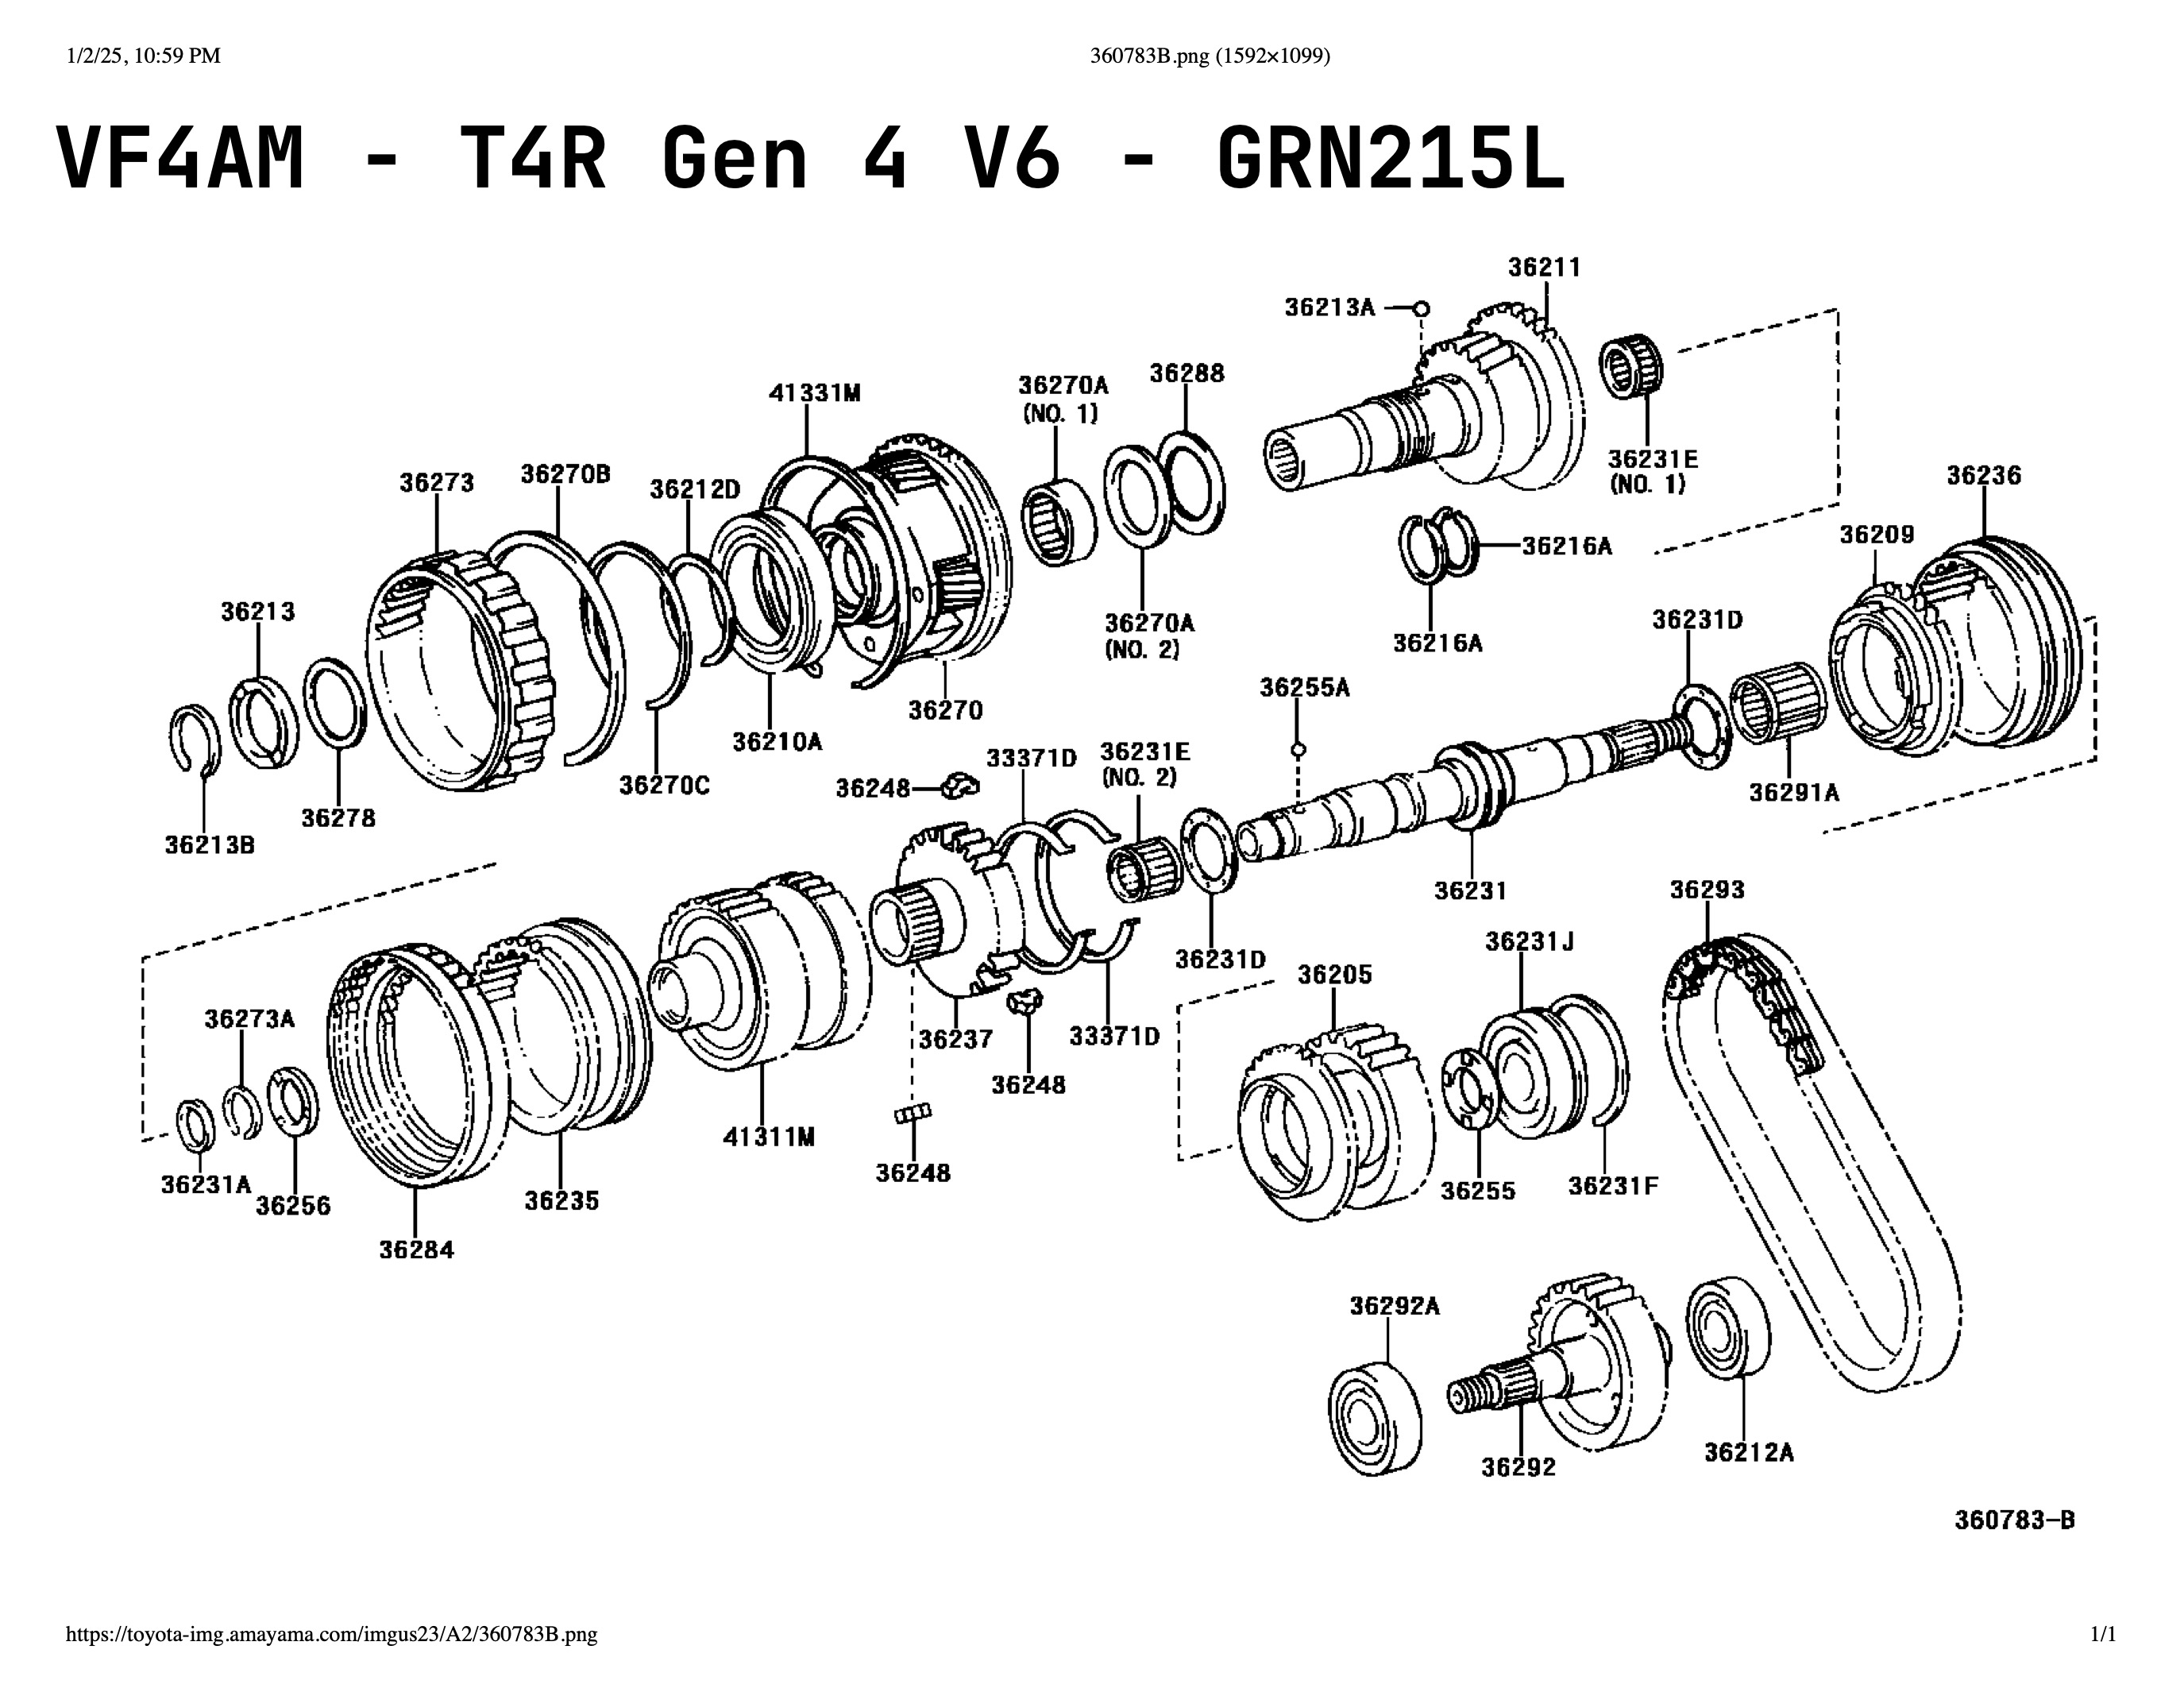 1/2/25, 10:59 PM
360783B.png (1592×1099)
VF4AM - T4R Gen 4 V6 - GRN215L
36211
36213A
36288
36270A
(NO. 1)
41331M
36231E
(NO. 1)
36236
36273
36270B
36212D
36209
36216A
36213
36270A
(NO. 2)
36216A
36231D
36255A
36270
36210A
33371D
36231E
(NO. 2)
36248
36270C
36291A
36278
36213B
36231
36293
36231J
36231D
36205
36273A
36237
33371D
36248
41311M
36248
36231A
36256
36235
36255
36231F
36284
36292A
36212A
36292
360783-B
https://toyota-img.amayama.com/imgus23/A2/360783B.png
1/1